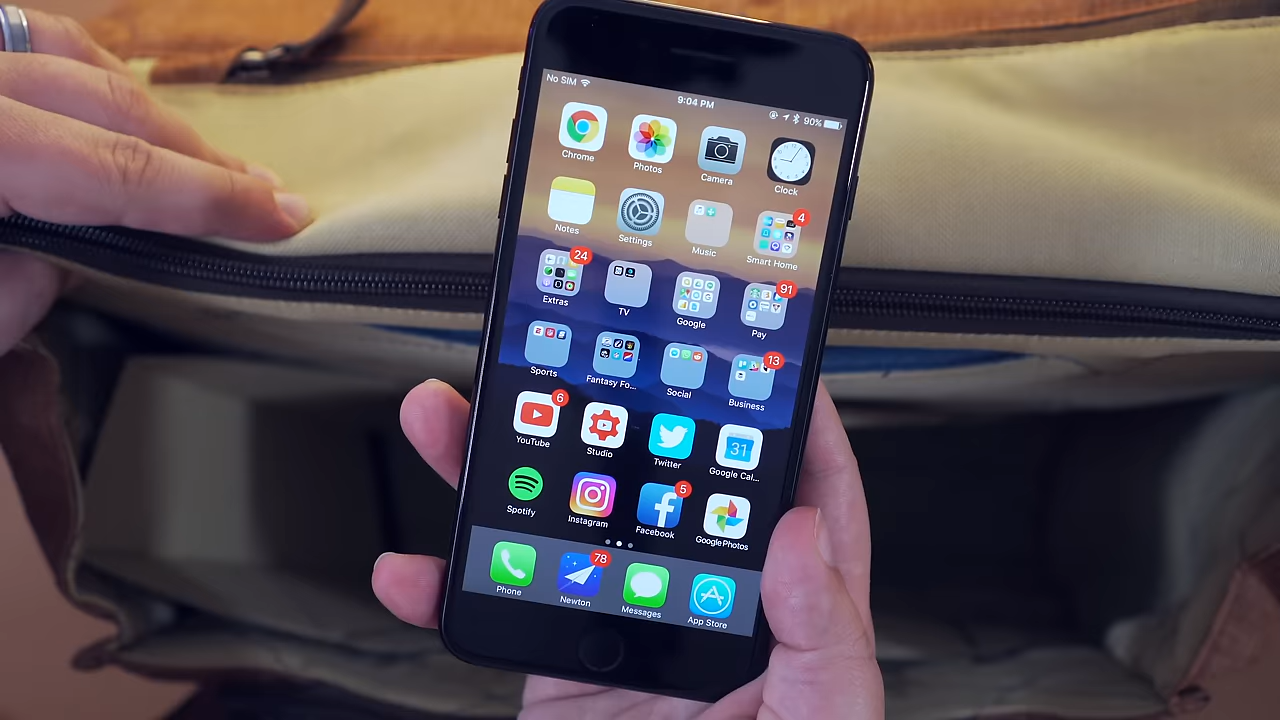 No SIM 9:04 PM 90%
Chrome Photos Camera Clock
4
Notes Settings Music Smart Home
24 91
Extras TV Google Pay
13
Sports Fantasy Fo... Social Business
6
31
YouTube Studio Twitter Google Cal...
5
Spotify Instagram Facebook Google Photos
78
Phone Newton Messages App Store